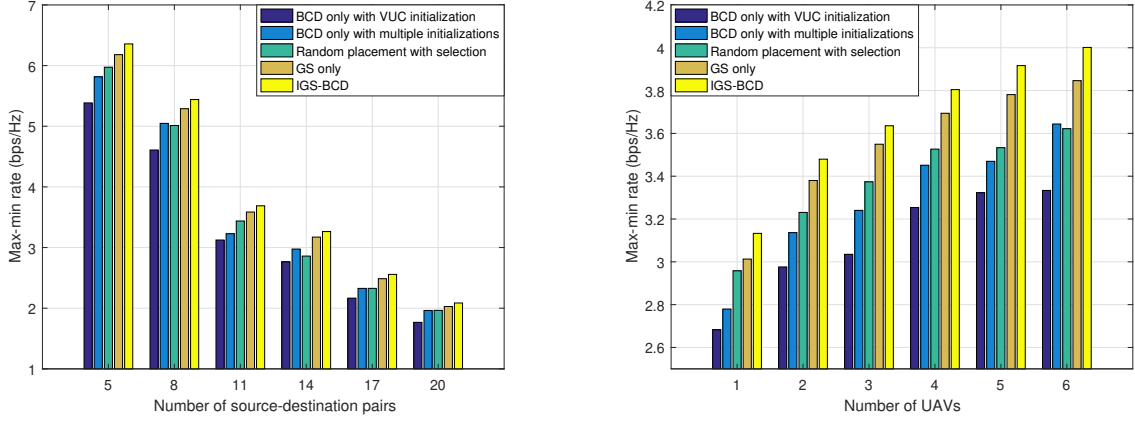 BCD only with VUC initialization
BCD only with multiple initializations
Random placement with selection
GS only
IGS-BCD
Max-min rate (bps/Hz)
7
6
5
4
3
2
1
5 8 11 14 17 20
Number of source-destination pairs
BCD only with VUC initialization
BCD only with multiple initializations
Random placement with selection
GS only
IGS-BCD
Max-min rate (bps/Hz)
4.2
4
3.8
3.6
3.4
3.2
3
2.8
2.6
1 2 3 4 5 6
Number of UAVs